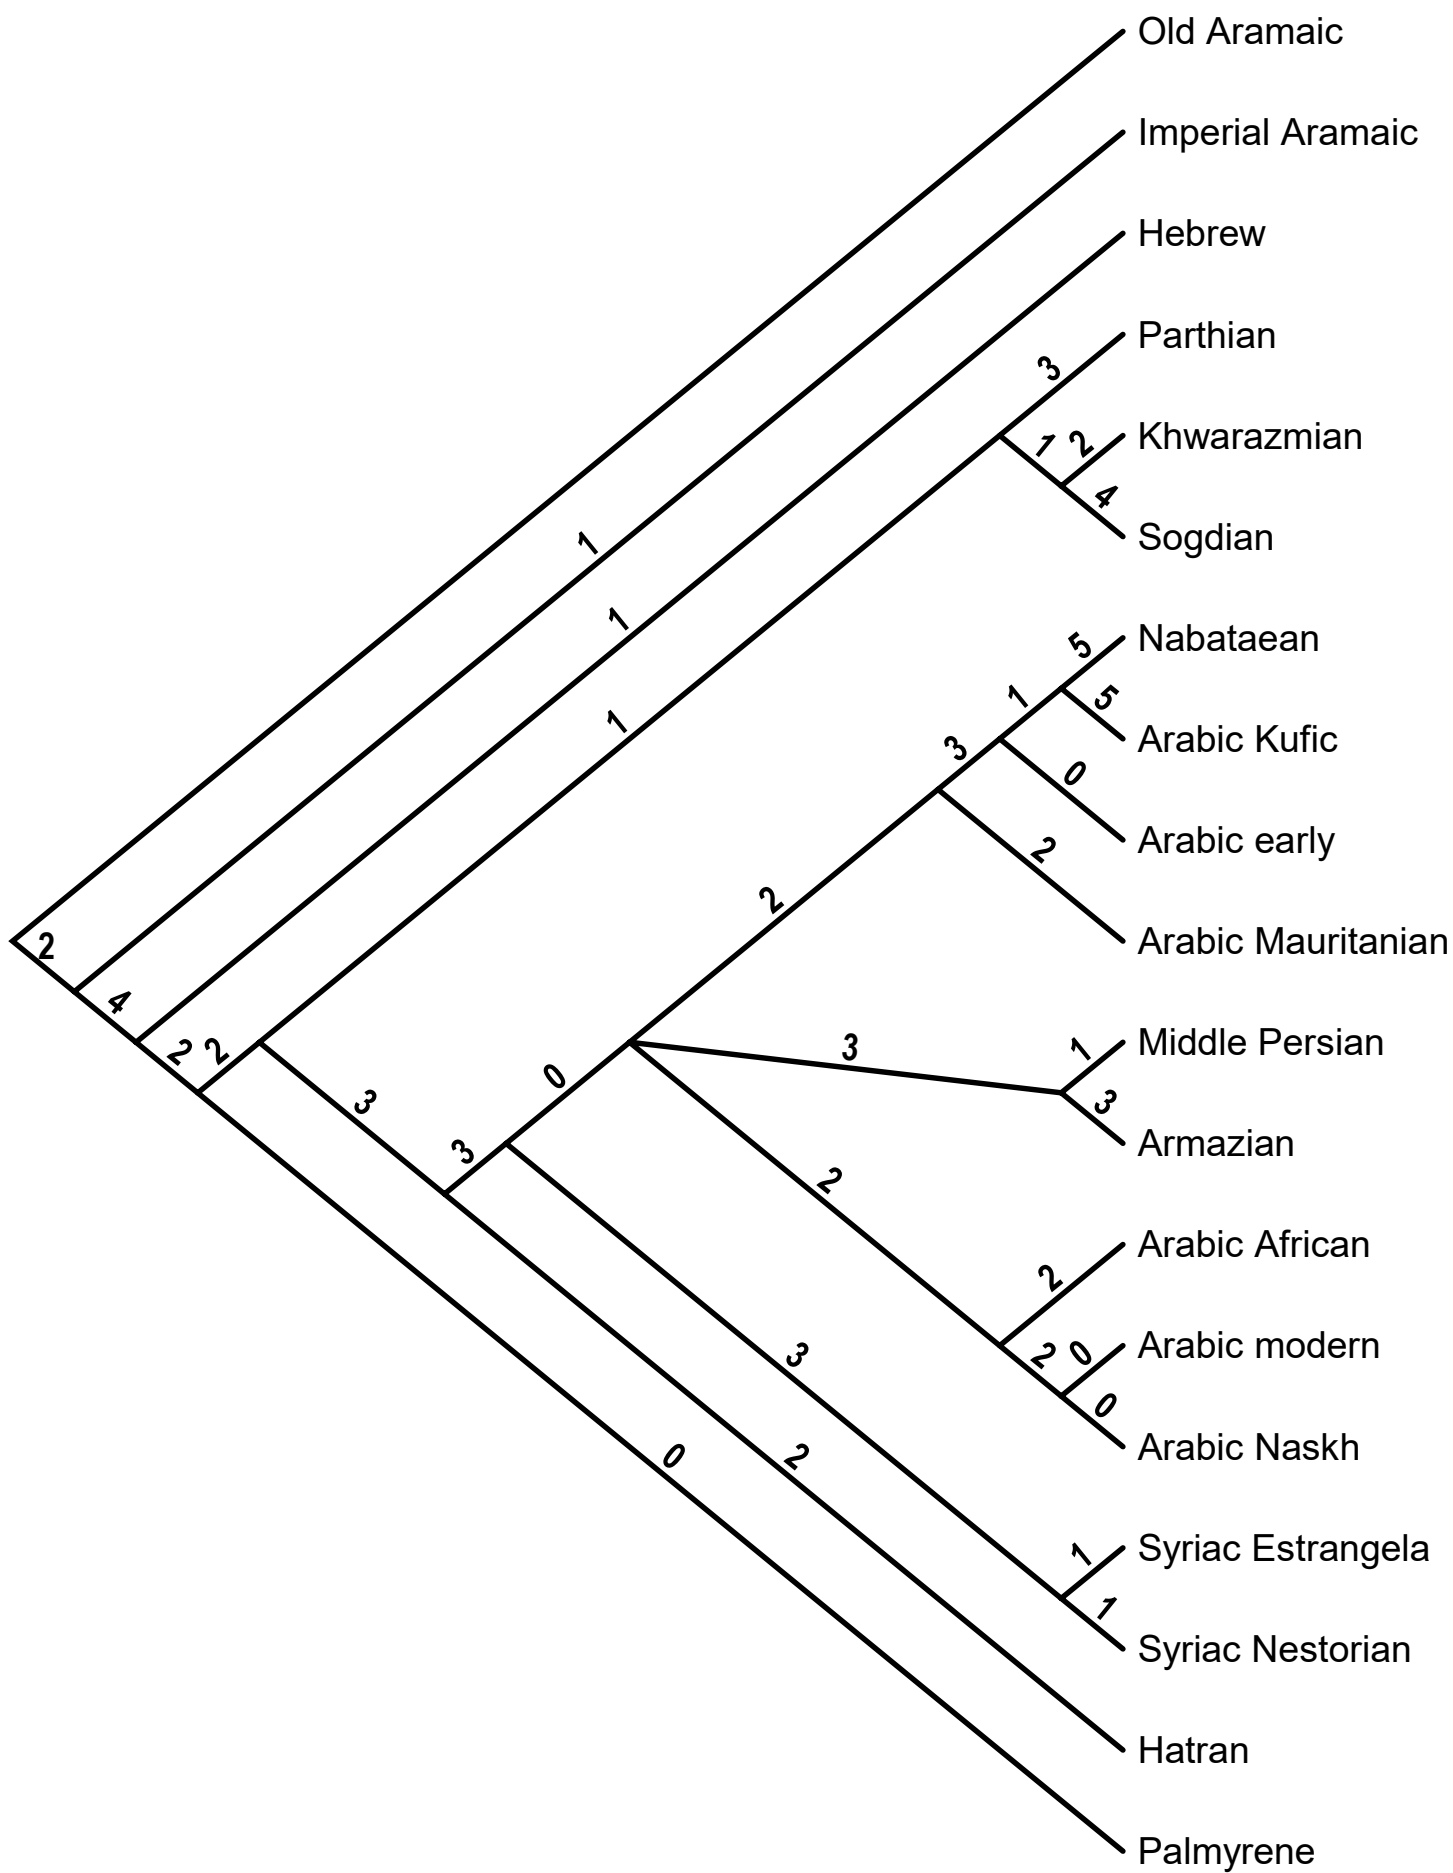 Old Aramaic
Imperial Aramaic
Hebrew
Parthian
3
Khwarazmian
1 2
4
Sogdian
1
1
Nabataean
5
5
1
1
Arabic Kufic
3
0
Arabic early
2
2
Arabic Mauritanian
2
4
2 2
Middle Persian
3
1
0
3
3
Armazian
3
2
Arabic African
2
Arabic modern
3
2 0
0
Arabic Naskh
0
2
Syriac Estrangela
1
1
Syriac Nestorian
Hatran
Palmyrene